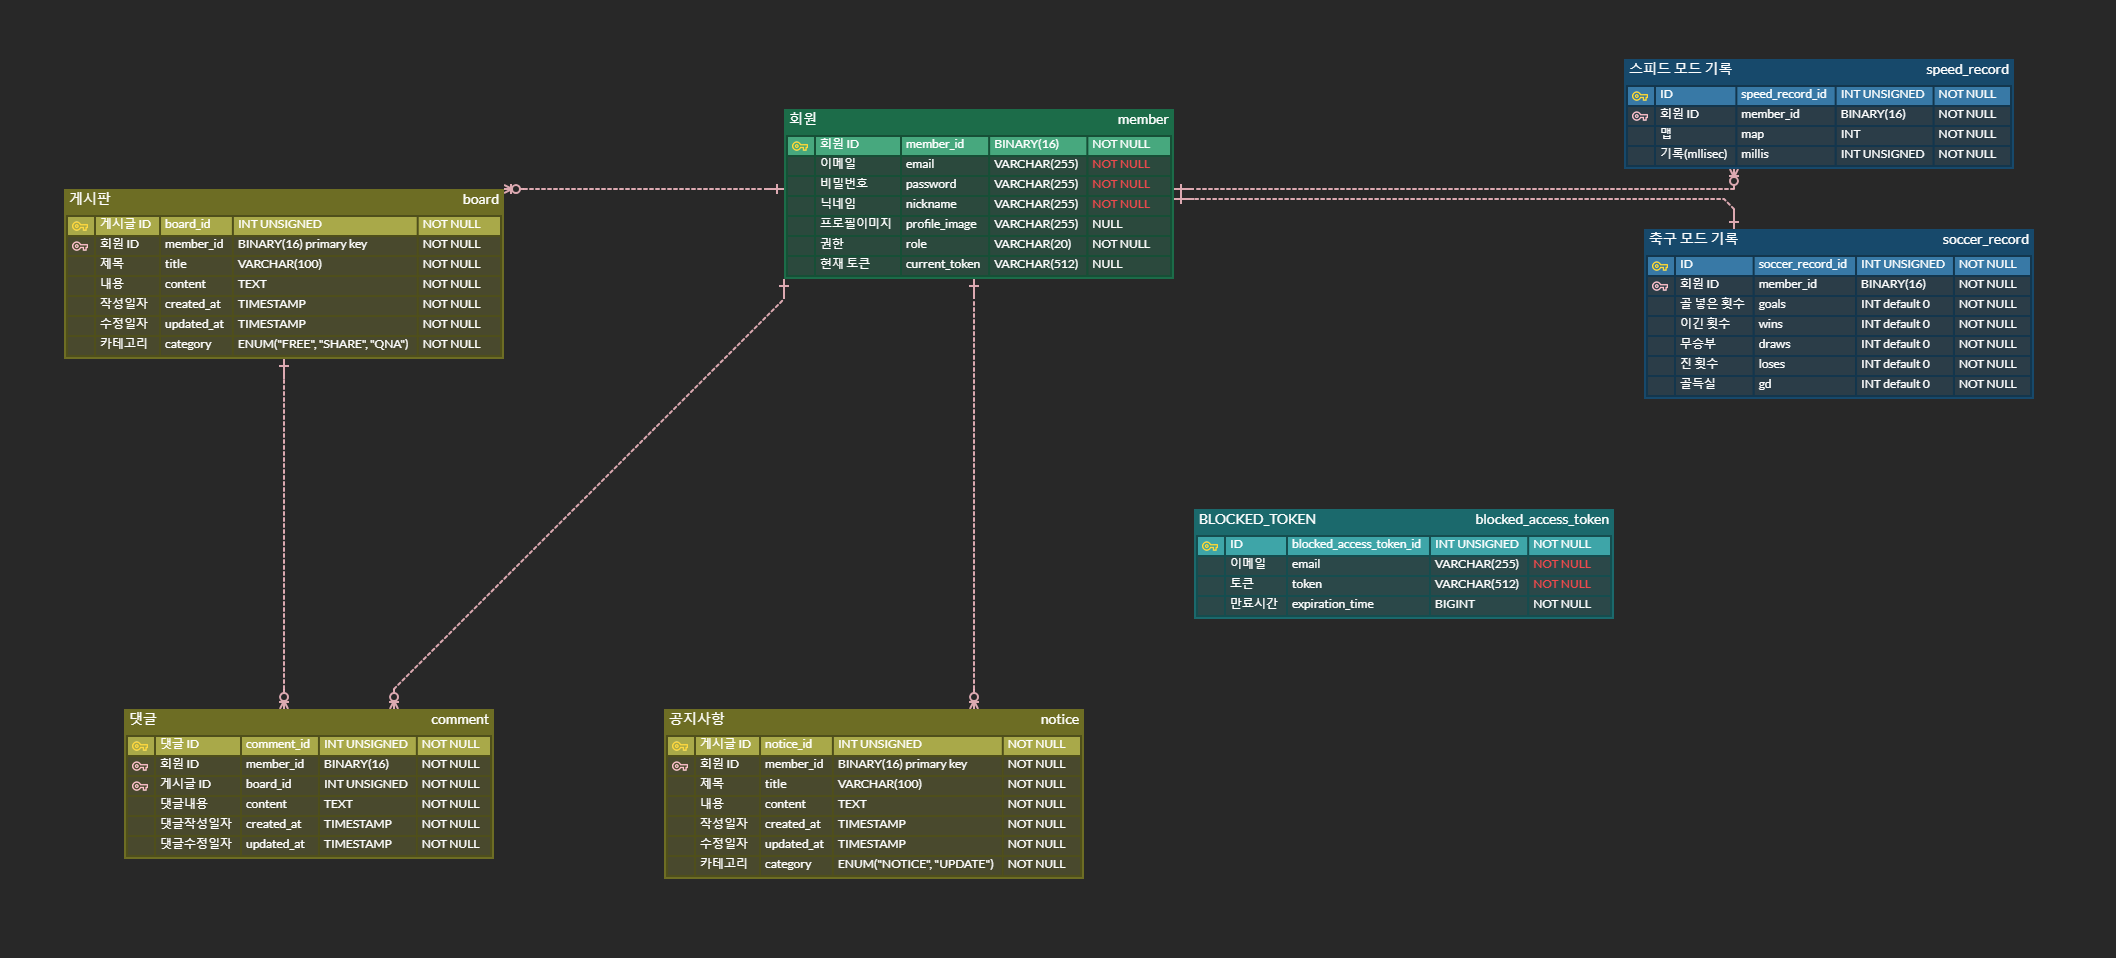 스피드 모드 기록 speed_record
ID speed_record_id INT UNSIGNED NOT NULL
회원 ID member_id BINARY(16) NOT NULL
맵 map INT NOT NULL
기록(mllisec) millis INT UNSIGNED NOT NULL
회원 member
회원 ID member_id BINARY(16) NOT NULL
이메일 email VARCHAR(255) NOT NULL
비밀번호 password VARCHAR(255) NOT NULL
닉네임 nickname VARCHAR(255) NOT NULL
프로필이미지 profile_image VARCHAR(255) NULL
권한 role VARCHAR(20) NOT NULL
현재 토큰 current_token VARCHAR(512) NULL
게시판 board
게시글 ID board_id INT UNSIGNED NOT NULL
회원 ID member_id BINARY(16) primary key NOT NULL
제목 title VARCHAR(100) NOT NULL
내용 content TEXT NOT NULL
작성일자 created_at TIMESTAMP NOT NULL
수정일자 updated_at TIMESTAMP NOT NULL
카테고리 category ENUM("FREE", "SHARE", "QNA") NOT NULL
축구 모드 기록 soccer_record
ID soccer_record_id INT UNSIGNED NOT NULL
회원 ID member_id BINARY(16) NOT NULL
골 넣은 횟수 goals INT default 0 NOT NULL
이긴 횟수 wins INT default 0 NOT NULL
무승부 draws INT default 0 NOT NULL
진 횟수 loses INT default 0 NOT NULL
골득실 gd INT default 0 NOT NULL
BLOCKED_TOKEN blocked_access_token
ID blocked_access_token_id INT UNSIGNED NOT NULL
이메일 email VARCHAR(255) NOT NULL
토큰 token VARCHAR(512) NOT NULL
만료시간 expiration_time BIGINT NOT NULL
댓글 comment
댓글 ID comment_id INT UNSIGNED NOT NULL
회원 ID member_id BINARY(16) NOT NULL
게시글 ID board_id INT UNSIGNED NOT NULL
댓글내용 content TEXT NOT NULL
댓글작성일자 created_at TIMESTAMP NOT NULL
댓글수정일자 updated_at TIMESTAMP NOT NULL
공지사항 notice
게시글 ID notice_id INT UNSIGNED NOT NULL
회원 ID member_id BINARY(16) primary key NOT NULL
제목 title VARCHAR(100) NOT NULL
내용 content TEXT NOT NULL
작성일자 created_at TIMESTAMP NOT NULL
수정일자 updated_at TIMESTAMP NOT NULL
카테고리 category ENUM("NOTICE", "UPDATE") NOT NULL